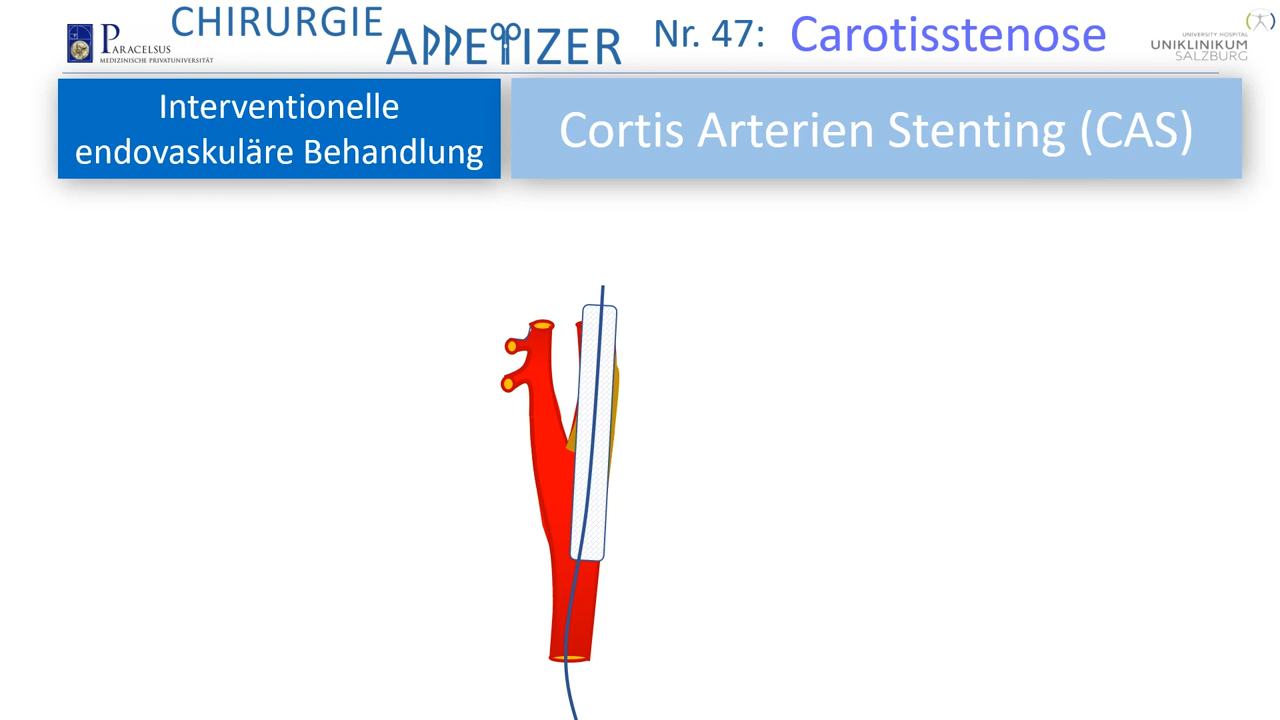 CHIRURGIE
APPETIZER
Nr. 47: Carotisstenose
PARACELSUS
MEDIZINISCHE PRIVATUNIVERSITÄT
UNIVERSITY HOSPITAL
UNIKLINIKUM
SALZBURG
Interventionelle
endovaskuläre Behandlung
Cortis Arterien Stenting (CAS)